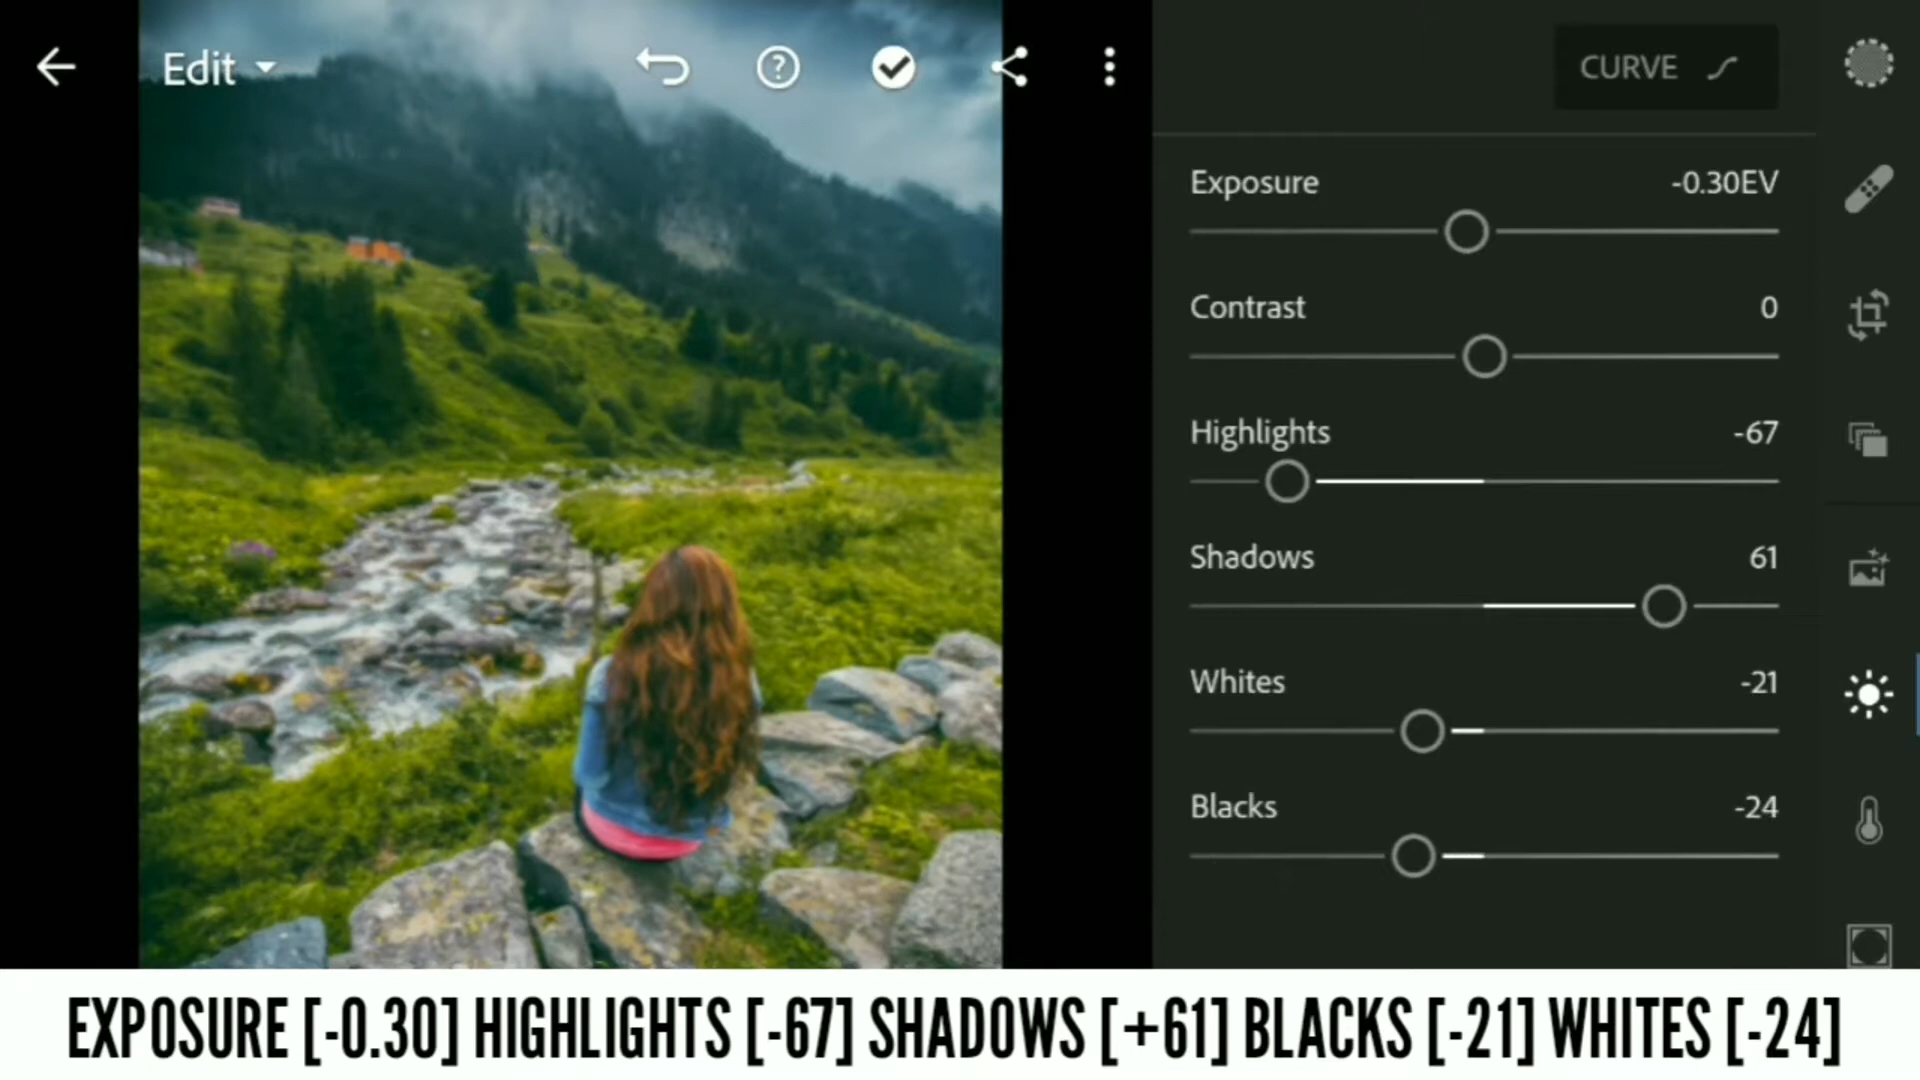 Edit
CURVE
Exposure -0.30EV
Contrast 0
Highlights -67
Shadows 61
Whites -21
Blacks -24
EXPOSURE [-0.30] HIGHLIGHTS [-67] SHADOWS [+61] BLACKS [-21] WHITES [-24]